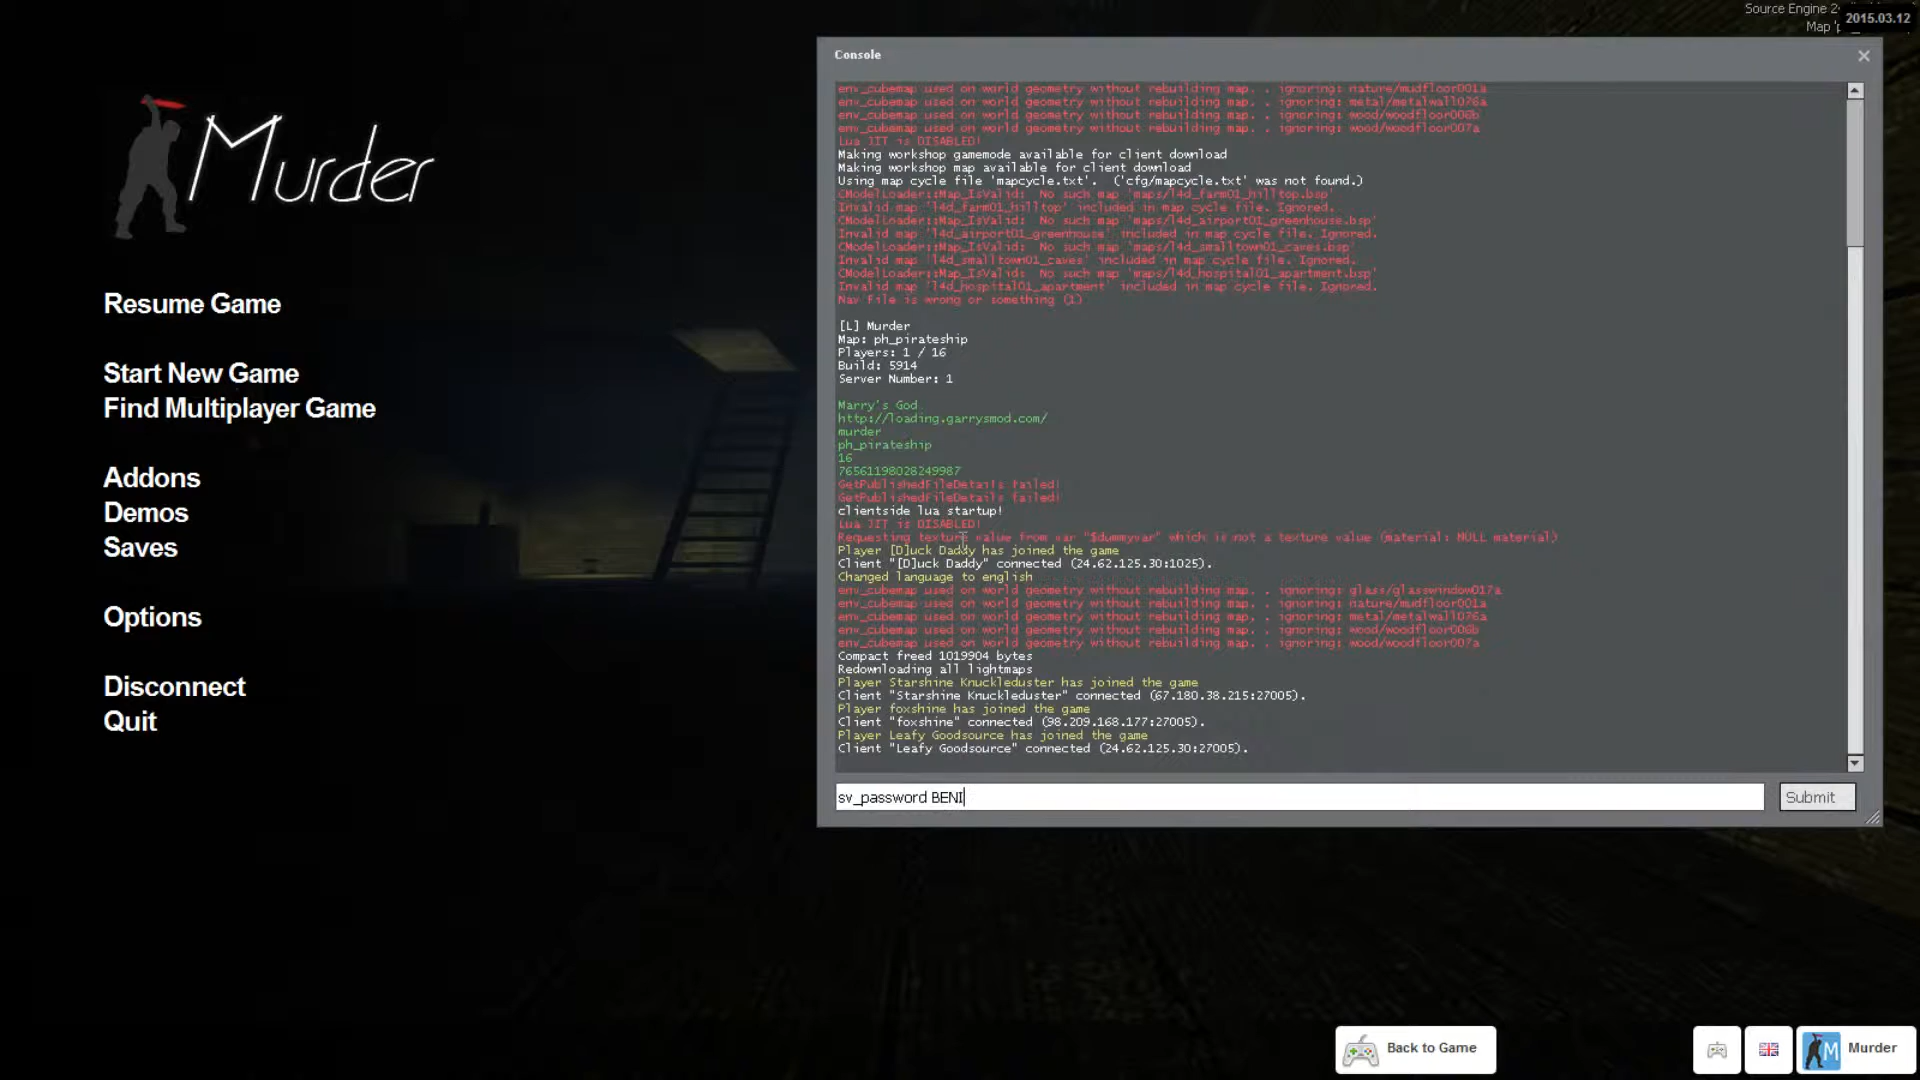 Source Engine 2
2015.03.12
Map 'p
Console
env_cubemap used on world geometry without rebuilding map. . ignoring: nature/mudfloor001a
env_cubemap used on world geometry without rebuilding map. . ignoring: metal/metalwall076a
env_cubemap used on world geometry without rebuilding map. . ignoring: wood/woodfloor006b
env_cubemap used on world geometry without rebuilding map. . ignoring: wood/woodfloor007a
Lua JIT is DISABLED!
Making workshop gamemode available for client download
Making workshop map available for client download
Using map cycle file 'mapcycle.txt'.  ('cfg/mapcycle.txt' was not found.)
CModelLoader::Map_IsValid:  No such map 'maps/l4d_farm01_hilltop.bsp'
Invalid map 'l4d_farm01_hilltop' included in map cycle file. Ignored.
CModelLoader::Map_IsValid:  No such map 'maps/l4d_airport01_greenhouse.bsp'
Invalid map 'l4d_airport01_greenhouse' included in map cycle file. Ignored.
CModelLoader::Map_IsValid:  No such map 'maps/l4d_smalltown01_caves.bsp'
Invalid map 'l4d_smalltown01_caves' included in map cycle file. Ignored.
CModelLoader::Map_IsValid:  No such map 'maps/l4d_hospital01_apartment.bsp'
Invalid map 'l4d_hospital01_apartment' included in map cycle file. Ignored.
Nav file is wrong or something (1)
[L] Murder
Map: ph_pirateship
Players: 1 / 16
Build: 5914
Server Number: 1
Marry's God
http://loading.garrysmod.com/
murder
ph_pirateship
16
76561198028249987
GetPublishedFileDetails failed!
GetPublishedFileDetails failed!
clientside lua startup!
Lua JIT is DISABLED!
Requesting texture value from var "$dummyvar" which is not a texture value (material: NULL material)
Player [D]uck Daddy has joined the game
Client "[D]uck Daddy" connected (24.62.125.30:1025).
Changed language to english
env_cubemap used on world geometry without rebuilding map. . ignoring: glass/glasswindow017a
env_cubemap used on world geometry without rebuilding map. . ignoring: nature/mudfloor001a
env_cubemap used on world geometry without rebuilding map. . ignoring: metal/metalwall076a
env_cubemap used on world geometry without rebuilding map. . ignoring: wood/woodfloor006b
env_cubemap used on world geometry without rebuilding map. . ignoring: wood/woodfloor007a
Compact freed 1019904 bytes
Redownloading all lightmaps
Player Starshine Knuckleduster has joined the game
Client "Starshine Knuckleduster" connected (67.180.38.215:27005).
Player foxshine has joined the game
Client "foxshine" connected (98.209.168.177:27005).
Player Leafy Goodsource has joined the game
Client "Leafy Goodsource" connected (24.62.125.30:27005).
sv_password BENI
Submit
Murder
Resume Game
Start New Game
Find Multiplayer Game
Addons
Demos
Saves
Options
Disconnect
Quit
Back to Game
M
Murder